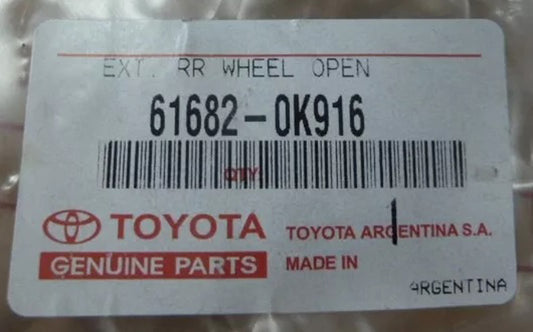 EXT. RR WHEEL OPEN
61682-0K916
QTY:
1
TOYOTA
GENUINE PARTS
TOYOTA ARGENTINA S.A.
MADE IN
ARGENTINA